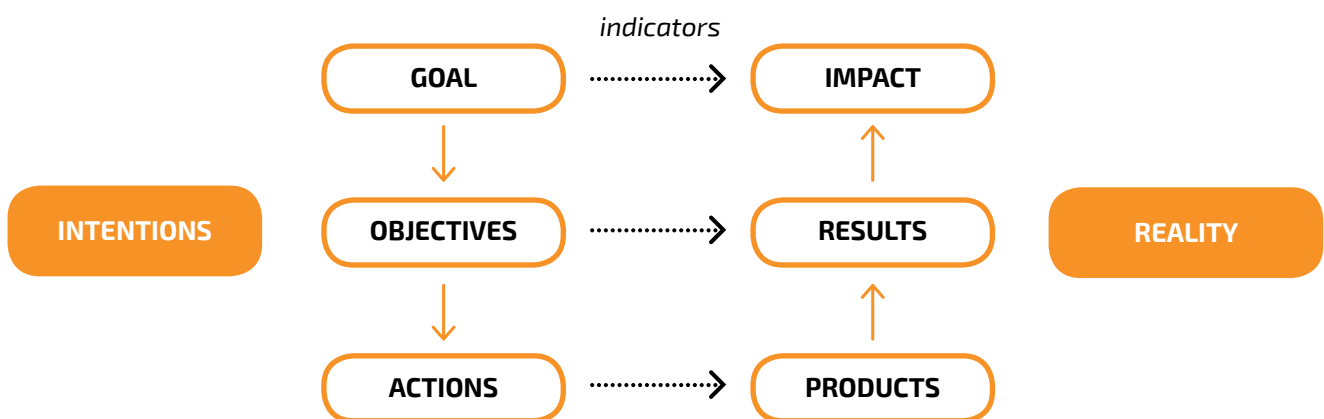 indicators
GOAL
IMPACT
INTENTIONS
OBJECTIVES
RESULTS
REALITY
ACTIONS
PRODUCTS